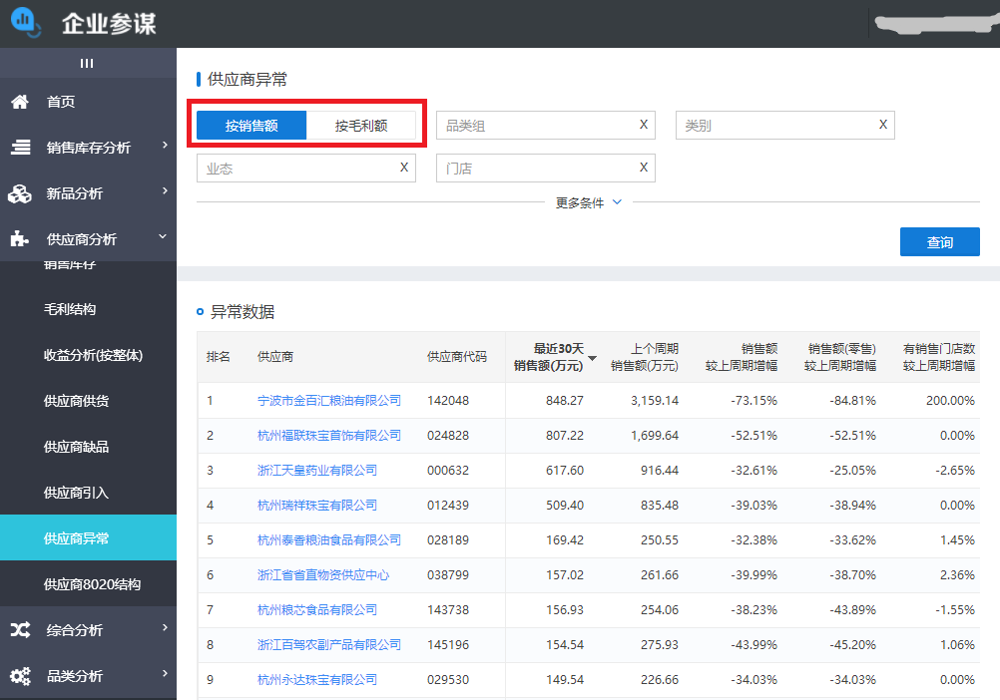 企业参谋
首页
销售库存分析
新品分析
供应商分析
销售库存
毛利结构
收益分析(按整体)
供应商供货
供应商缺品
供应商引入
供应商异常
供应商8020结构
综合分析
品类分析
供应商异常
按销售额 按毛利额 品类组 X 类别 X
业态 X 门店 X
更多条件
查询
异常数据
排名 供应商 供应商代码 最近30天 销售额(万元) 上个周期 销售额(万元) 销售额 较上周期增幅 销售额(零售) 较上周期增幅 有销售门店数 较上周期增幅
1 宁波市金百汇粮油有限公司 142048 848.27 3,159.14 -73.15% -84.81% 200.00%
2 杭州福联珠宝首饰有限公司 024828 807.22 1,699.64 -52.51% -52.51% 0.00%
3 浙江天皇药业有限公司 000632 617.60 916.44 -32.61% -25.05% -2.65%
4 杭州瑞祥珠宝有限公司 012439 509.40 835.48 -39.03% -38.94% 0.00%
5 杭州泰香粮油食品有限公司 028189 169.42 250.55 -32.38% -33.62% 1.45%
6 浙江省省直物资供应中心 038799 157.02 261.66 -39.99% -38.70% 2.36%
7 杭州粮芯食品有限公司 143738 156.93 254.06 -38.23% -43.89% -1.55%
8 浙江百驾农副产品有限公司 145196 154.54 275.93 -43.99% -45.20% 1.06%
9 杭州永达珠宝有限公司 029530 149.54 226.66 -34.03% -34.03% 0.00%